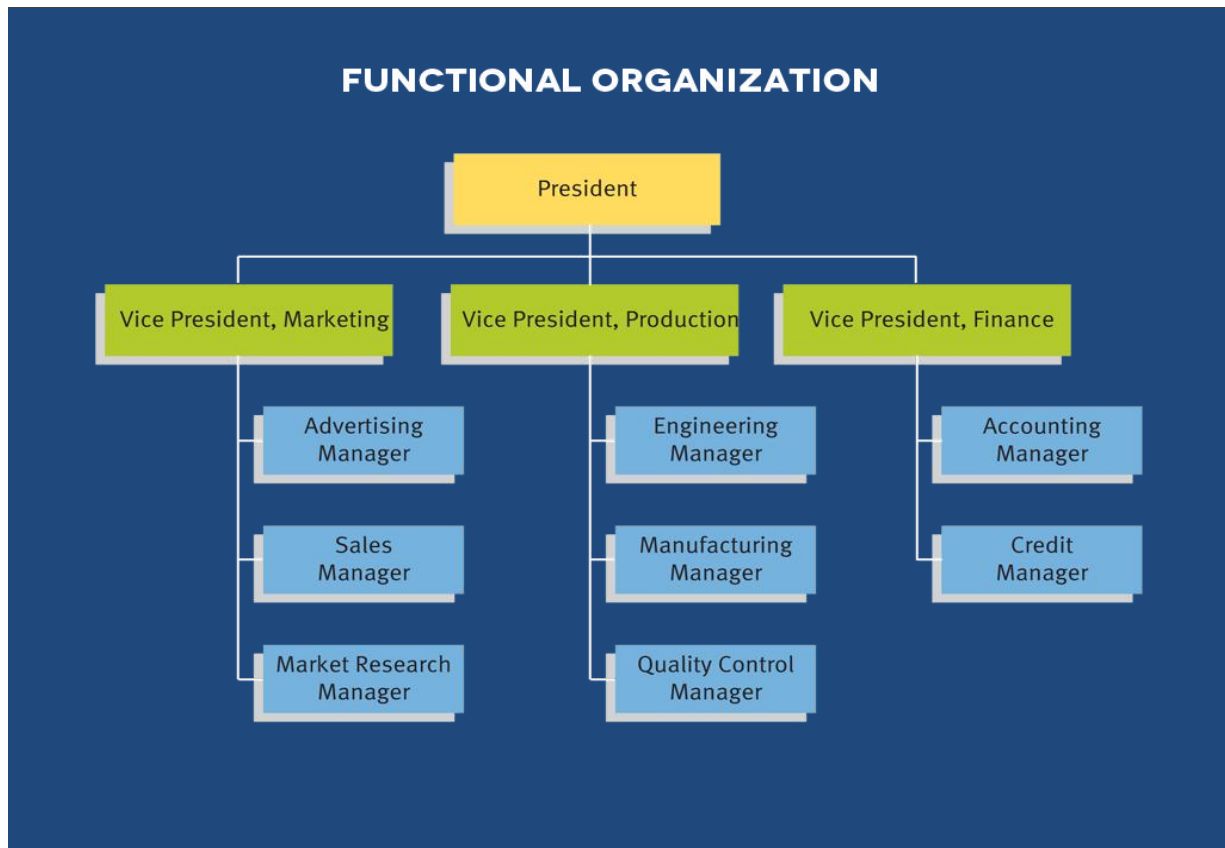 FUNCTIONAL ORGANIZATION
President
Vice President, Marketing
Vice President, Production
Vice President, Finance
Advertising
Manager
Engineering
Manager
Accounting
Manager
Sales
Manager
Manufacturing
Manager
Credit
Manager
Market Research
Manager
Quality Control
Manager